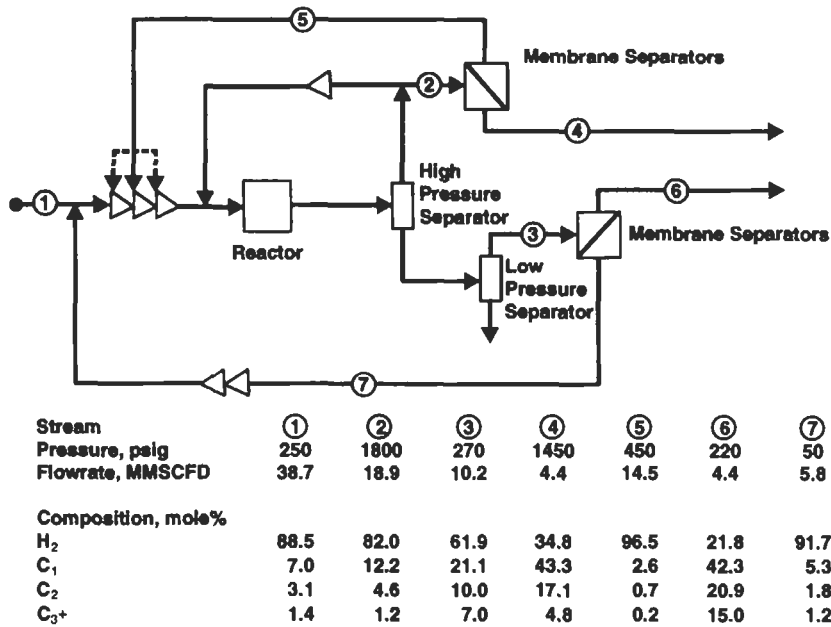 ⑤
Membrane Separators
②
④
①
High
Pressure
Separator
⑥
Reactor
③
Membrane Separators
Low
Pressure
Separator
⑦
Stream ① ② ③ ④ ⑤ ⑥ ⑦
Pressure, psig 250 1800 270 1450 450 220 50
Flowrate, MMSCFD 38.7 18.9 10.2 4.4 14.5 4.4 5.8
Composition, mole%
H₂ 88.5 82.0 61.9 34.8 96.5 21.8 91.7
C₁ 7.0 12.2 21.1 43.3 2.6 42.3 5.3
C₂ 3.1 4.6 10.0 17.1 0.7 20.9 1.8
C₃+ 1.4 1.2 7.0 4.8 0.2 15.0 1.2